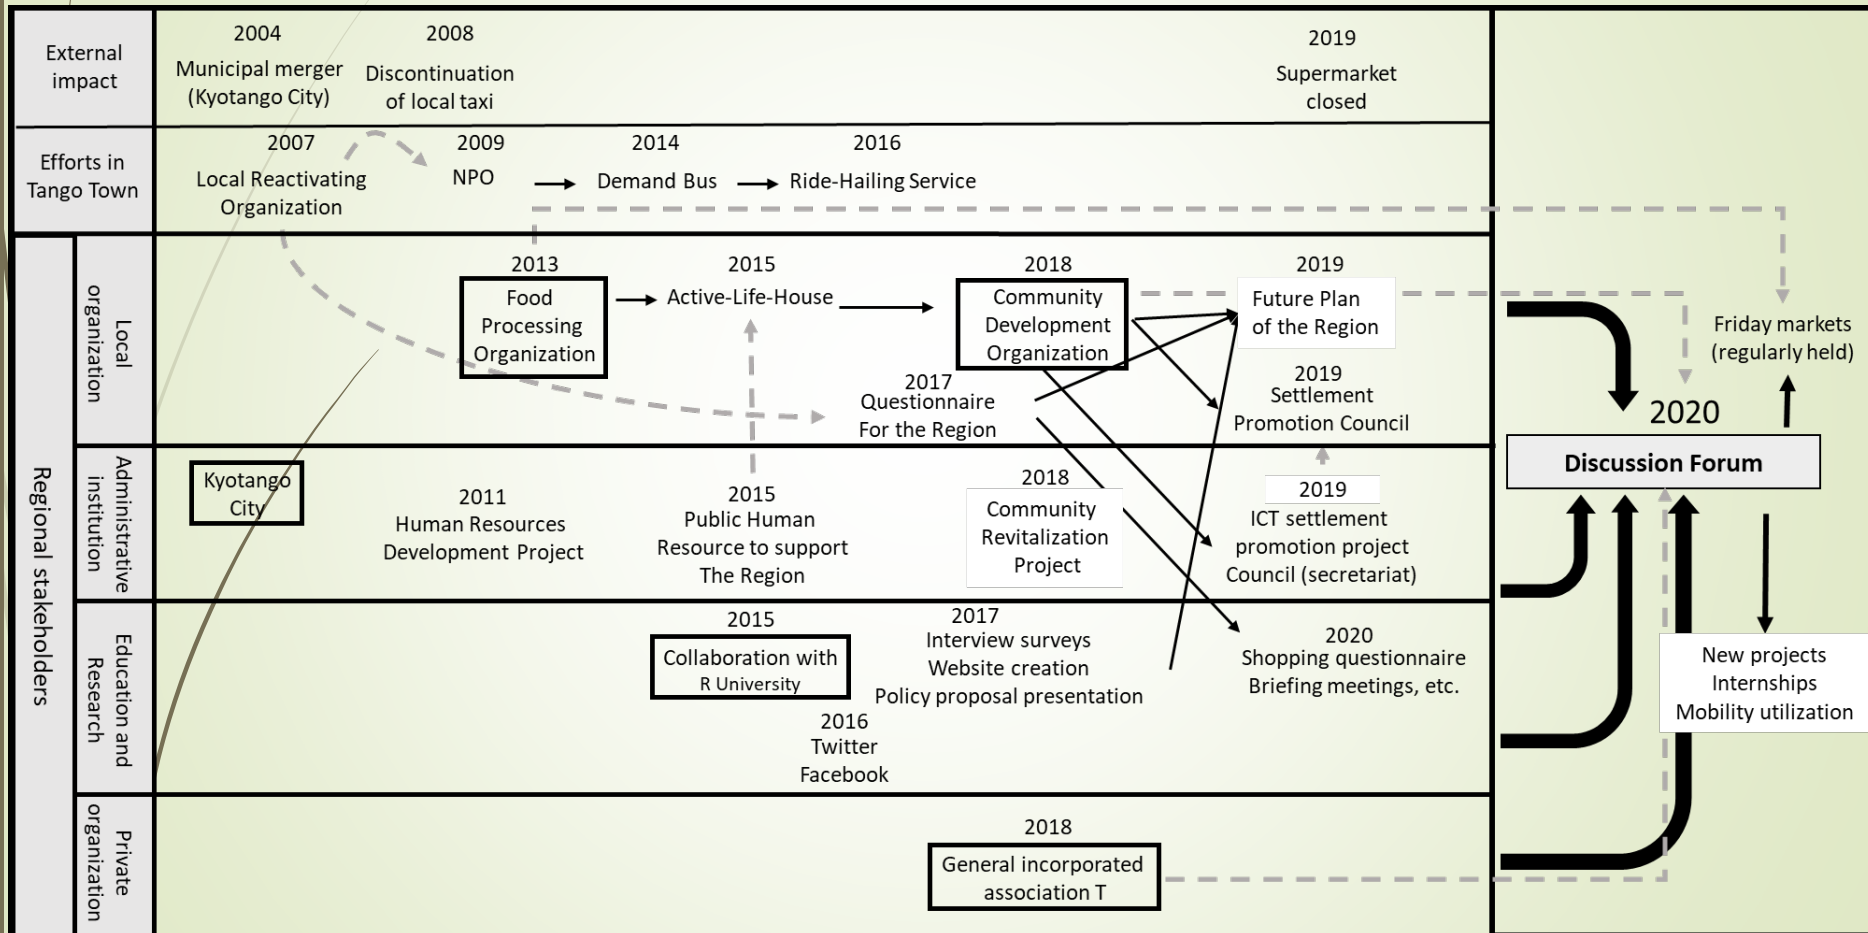 External
impact
2004
Municipal merger
(Kyotango City)
2008
Discontinuation
of local taxi
2019
Supermarket
closed
Efforts in
Tango Town
2007
Local Reactivating
Organization
2009
NPO
2014
Demand Bus
2016
Ride-Hailing Service
Regional stakeholders
Local
organization
2013
Food
Processing
Organization
2015
Active-Life-House
2018
Community
Development
Organization
2017
Questionnaire
For the Region
2019
Future Plan
of the Region
2019
Settlement
Promotion Council
Administrative
institution
Kyotango
City
2011
Human Resources
Development Project
2015
Public Human
Resource to support
The Region
2018
Community
Revitalization
Project
2019
ICT settlement
promotion project
Council (secretariat)
Education and
Research
2015
Collaboration with
R University
2016
Twitter
Facebook
2017
Interview surveys
Website creation
Policy proposal presentation
2020
Shopping questionnaire
Briefing meetings, etc.
Private
organization
2018
General incorporated
association T
Friday markets
(regularly held)
2020
Discussion Forum
New projects
Internships
Mobility utilization